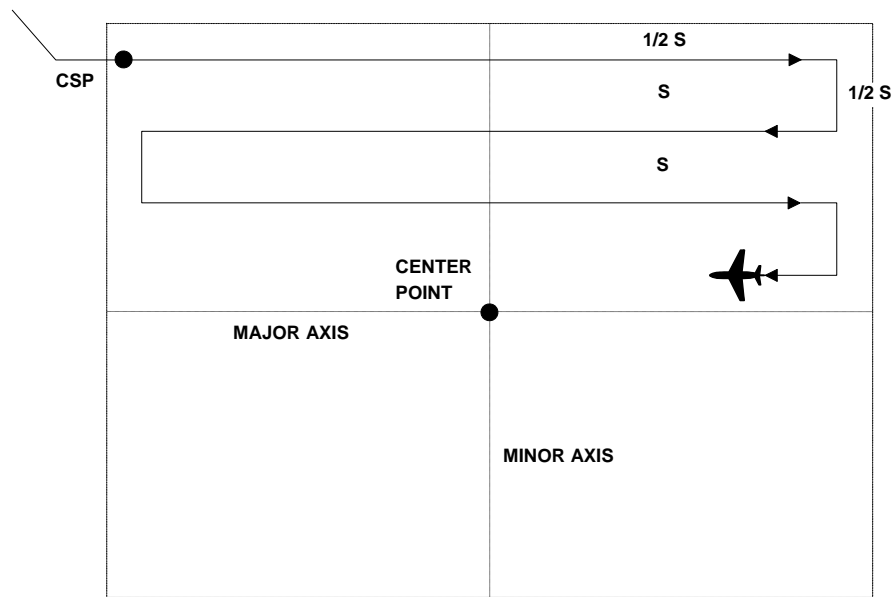 1/2 S
CSP
S
1/2 S
S
CENTER
POINT
MAJOR AXIS
MINOR AXIS